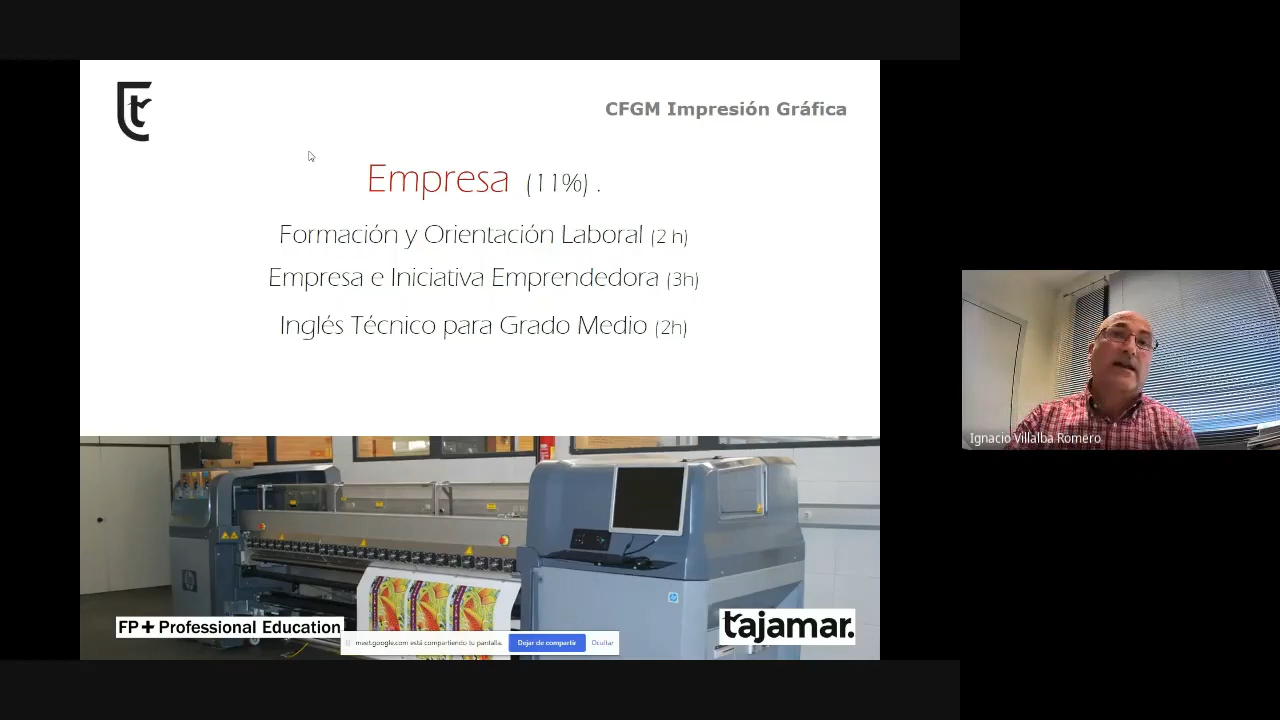 CFGM Impresión Gráfica
Empresa (11%) .
Formación y Orientación Laboral (2 h)
Empresa e Iniciativa Emprendedora (3h)
Inglés Técnico para Grado Medio (2h)
FP+ Professional Education
tajamar.
meet.google.com está compartiendo tu pantalla.
Dejar de compartir
Ocultar
Ignacio Villalba Romero